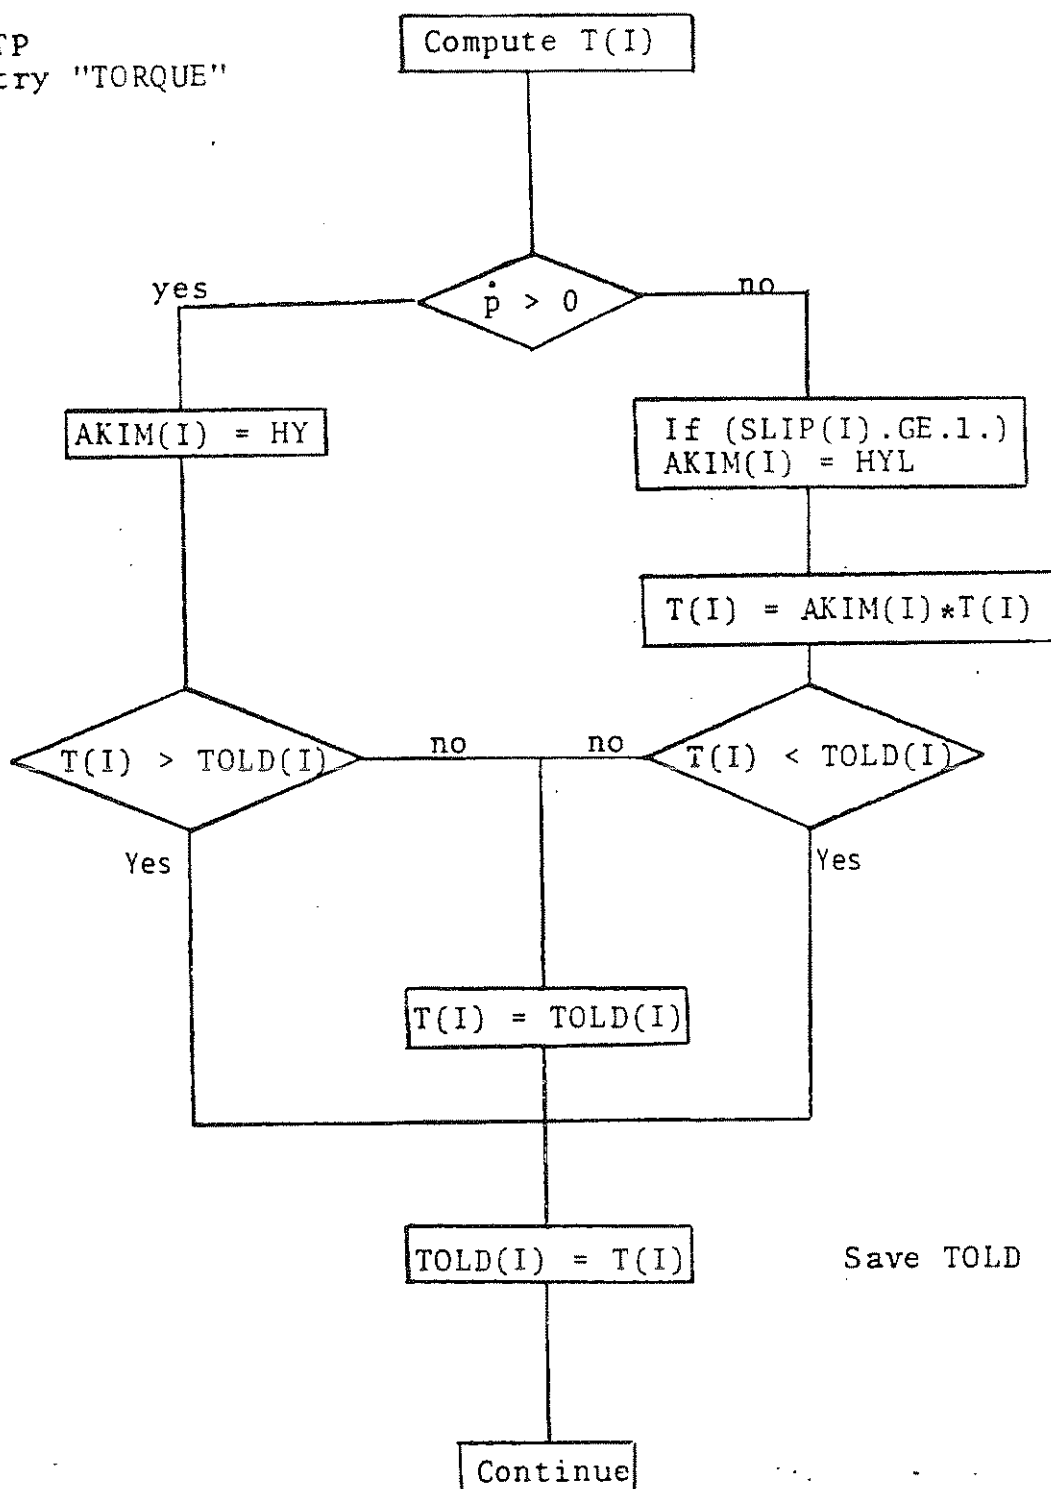 TP
Compute T(I)
try "TORQUE"
yes
ṗ > 0
no
AKIM(I) = HY
If (SLIP(I).GE.1.)
AKIM(I) = HYL
T(I) = AKIM(I)*T(I)
T(I) > TOLD(I)
no
no
T(I) < TOLD(I)
Yes
Yes
T(I) = TOLD(I)
TOLD(I) = T(I)
Save TOLD
Continue